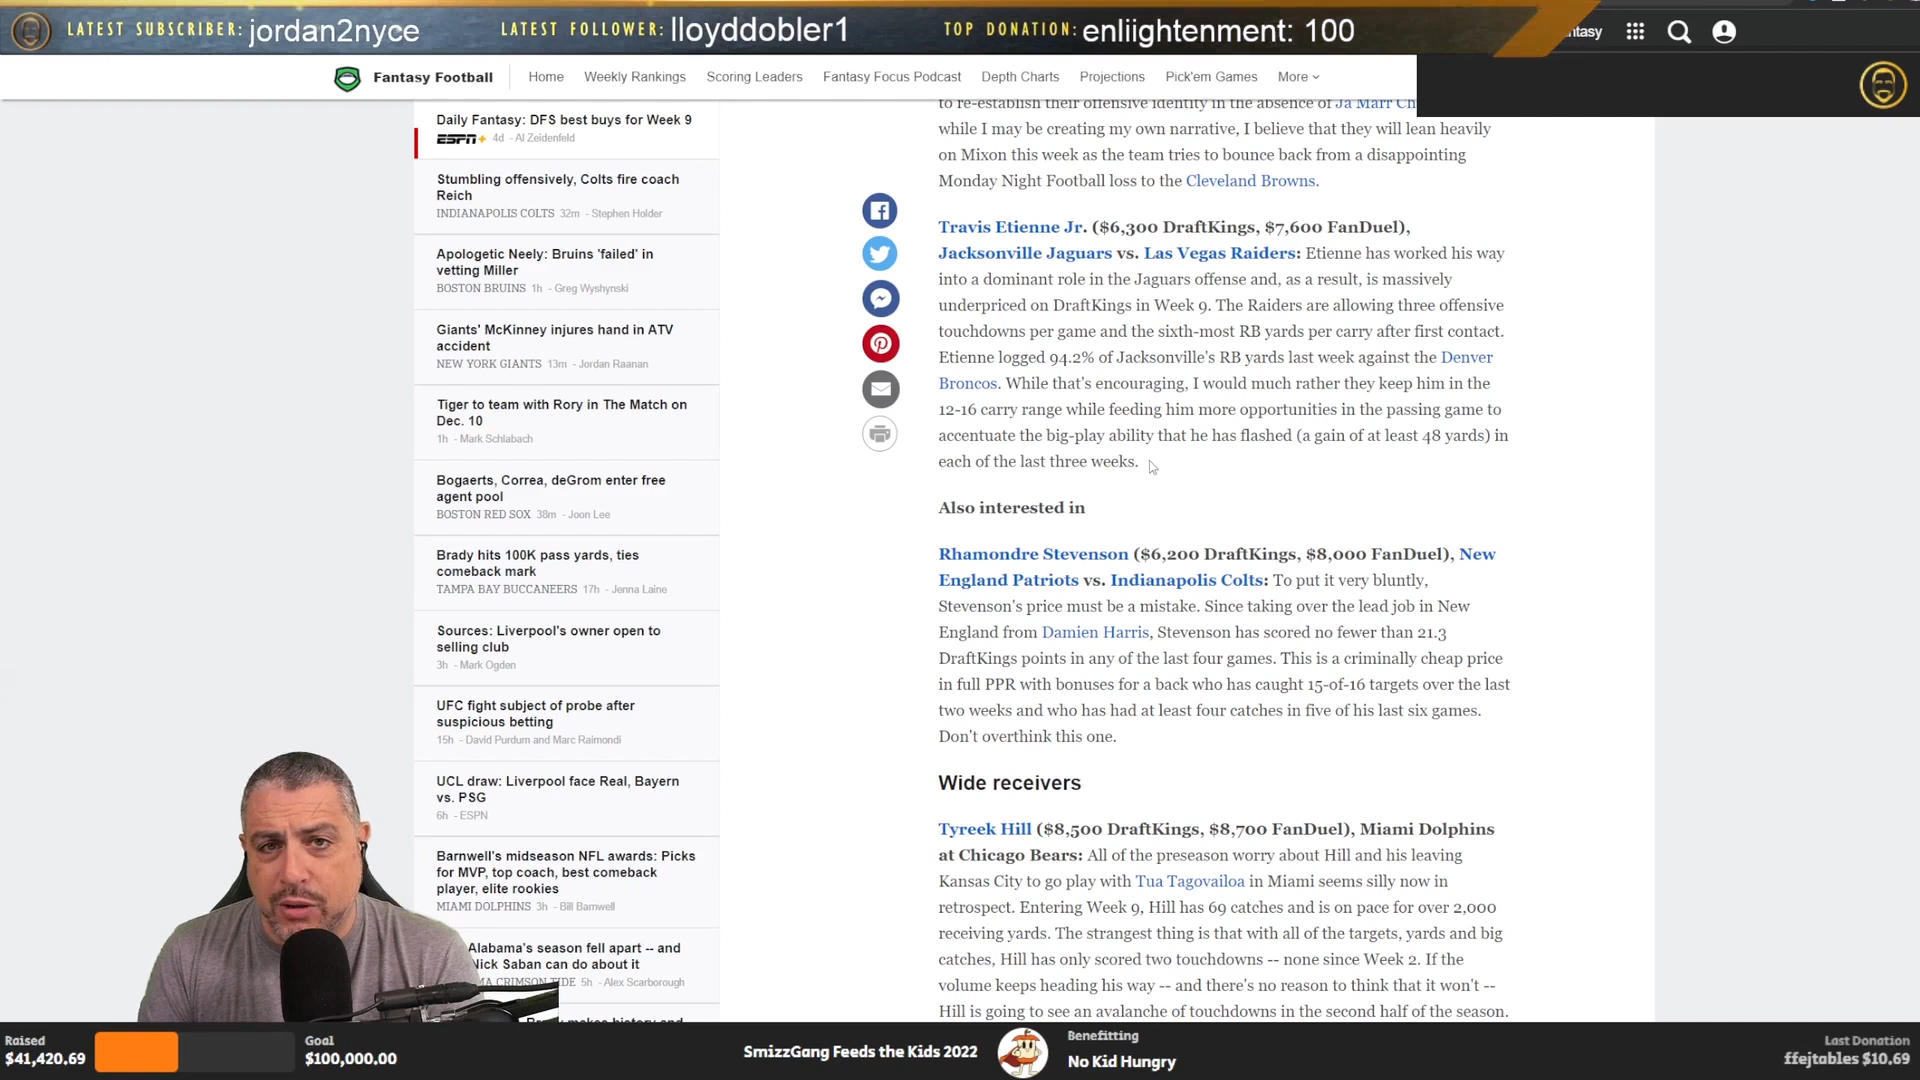 LATEST SUBSCRIBER: jordan2nyce LATEST FOLLOWER: lloyddobler1 TOP DONATION: enliightenment: 100
ntasy
Fantasy Football Home Weekly Rankings Scoring Leaders Fantasy Focus Podcast Depth Charts Projections Pick'em Games More
Daily Fantasy: DFS best buys for Week 9
ESPN+ 4d - Al Zeidenfeld
Stumbling offensively, Colts fire coach
Reich
INDIANAPOLIS COLTS 32m - Stephen Holder
Apologetic Neely: Bruins 'failed' in
vetting Miller
BOSTON BRUINS 1h - Greg Wyshynski
Giants' McKinney injures hand in ATV
accident
NEW YORK GIANTS 13m - Jordan Raanan
Tiger to team with Rory in The Match on
Dec. 10
1h - Mark Schlabach
Bogaerts, Correa, deGrom enter free
agent pool
BOSTON RED SOX 38m - Joon Lee
Brady hits 100K pass yards, ties
comeback mark
TAMPA BAY BUCCANEERS 17h - Jenna Laine
Sources: Liverpool's owner open to
selling club
3h - Mark Ogden
UFC fight subject of probe after
suspicious betting
15h - David Purdum and Marc Raimondi
UCL draw: Liverpool face Real, Bayern
vs. PSG
6h - ESPN
Barnwell's midseason NFL awards: Picks
for MVP, top coach, best comeback
player, elite rookies
MIAMI DOLPHINS 3h - Bill Barnwell
Alabama's season fell apart -- and
Nick Saban can do about it
MA CRIMSON TIDE 5h - Alex Scarborough
makes history and
to re-establish their offensive identity in the absence of Ja'Marr Ch
while I may be creating my own narrative, I believe that they will lean heavily
on Mixon this week as the team tries to bounce back from a disappointing
Monday Night Football loss to the Cleveland Browns.
Travis Etienne Jr. ($6,300 DraftKings, $7,600 FanDuel),
Jacksonville Jaguars vs. Las Vegas Raiders: Etienne has worked his way
into a dominant role in the Jaguars offense and, as a result, is massively
underpriced on DraftKings in Week 9. The Raiders are allowing three offensive
touchdowns per game and the sixth-most RB yards per carry after first contact.
Etienne logged 94.2% of Jacksonville's RB yards last week against the Denver
Broncos. While that's encouraging, I would much rather they keep him in the
12-16 carry range while feeding him more opportunities in the passing game to
accentuate the big-play ability that he has flashed (a gain of at least 48 yards) in
each of the last three weeks.
Also interested in
Rhamondre Stevenson ($6,200 DraftKings, $8,000 FanDuel), New
England Patriots vs. Indianapolis Colts: To put it very bluntly,
Stevenson's price must be a mistake. Since taking over the lead job in New
England from Damien Harris, Stevenson has scored no fewer than 21.3
DraftKings points in any of the last four games. This is a criminally cheap price
in full PPR with bonuses for a back who has caught 15-of-16 targets over the last
two weeks and who has had at least four catches in five of his last six games.
Don't overthink this one.
Wide receivers
Tyreek Hill ($8,500 DraftKings, $8,700 FanDuel), Miami Dolphins
at Chicago Bears: All of the preseason worry about Hill and his leaving
Kansas City to go play with Tua Tagovailoa in Miami seems silly now in
retrospect. Entering Week 9, Hill has 69 catches and is on pace for over 2,000
receiving yards. The strangest thing is that with all of the targets, yards and big
catches, Hill has only scored two touchdowns -- none since Week 2. If the
volume keeps heading his way -- and there's no reason to think that it won't --
Hill is going to see an avalanche of touchdowns in the second half of the season.
Raised
$41,420.69
Goal
$100,000.00
SmizzGang Feeds the Kids 2022
Benefitting
No Kid Hungry
Last Donation
ffejtables $10.69